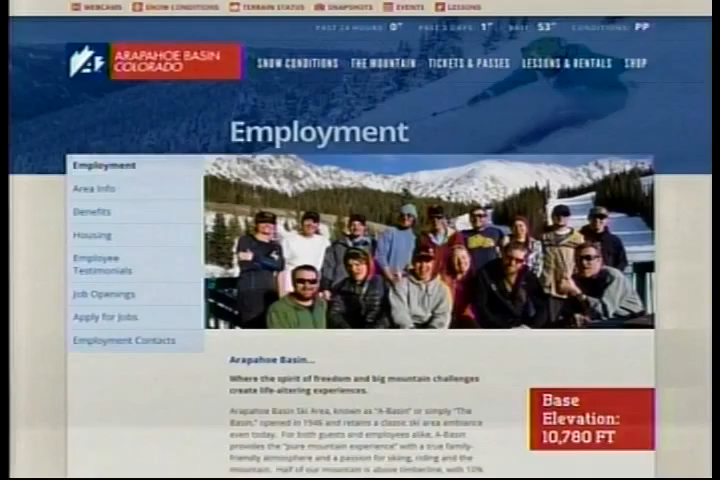 WEBCAMS SNOW CONDITIONS TERRAIN STATUS SNAPSHOTS EVENTS LESSONS
PAST 24 HOURS: 0" PAST 3 DAYS: 1" BASE: 53" CONDITIONS: PP
ARAPAHOE BASIN
COLORADO
SNOW CONDITIONS THE MOUNTAIN TICKETS & PASSES LESSONS & RENTALS SHOP
Employment
Employment
Area Info
Benefits
Housing
Employee
Testimonials
Job Openings
Apply for Jobs
Employment Contacts
Arapahoe Basin...
Where the spirit of freedom and big mountain challenges
create life-altering experiences.
Arapahoe Basin Ski Area, known as "A-Basin" or simply "The
Basin," opened in 1946 and retains a classic ski area ambiance
even today. For both guests and employees alike, A-Basin
provides the "pure mountain experience" with a true family-
friendly atmosphere and a passion for skiing, riding and the
mountain. Half of our mountain is above timberline, with 10%
Base
Elevation:
10,780 FT